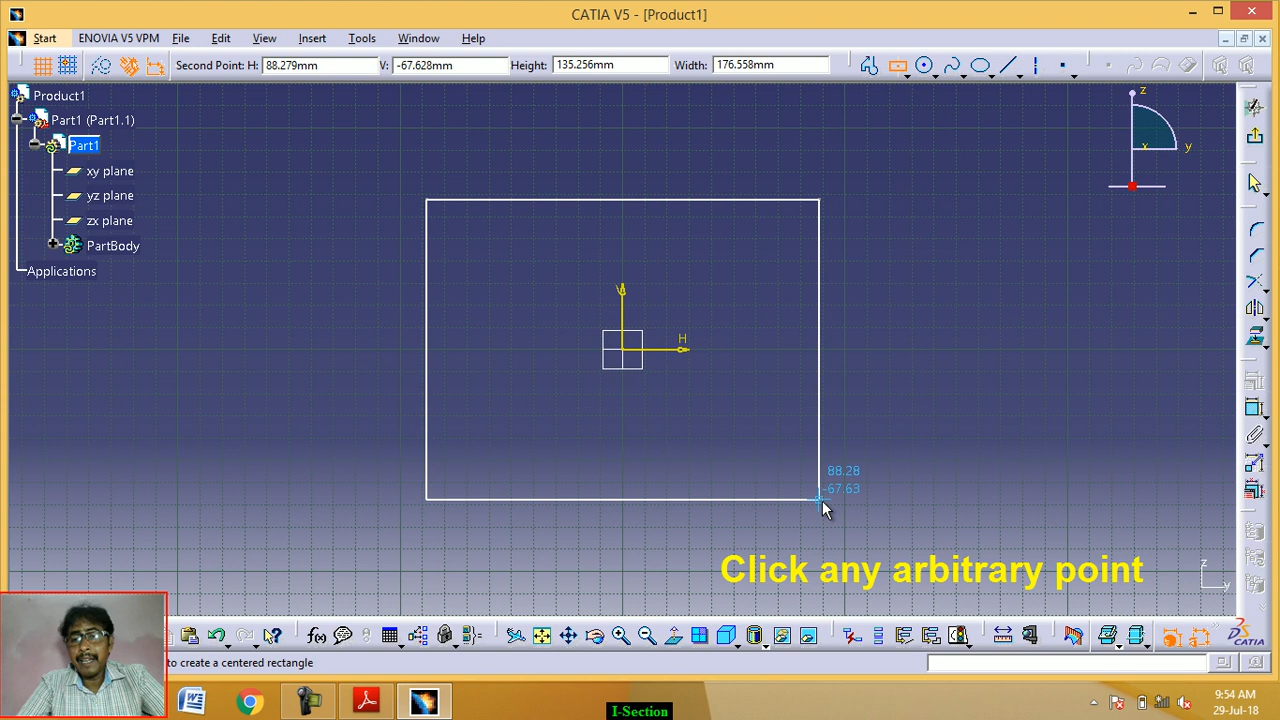 CATIA V5 - [Product1]
Start ENOVIA V5 VPM File Edit View Insert Tools Window Help
Second Point: H: 88.279mm V: -67.628mm Height: 135.256mm Width: 176.558mm
Product1
Part1 (Part1.1)
Part1
xy plane
yz plane
zx plane
PartBody
Applications
z
x
y
V
H
88.28
-67.63
Click any arbitrary point
z
y
f(x)
CATIA
to create a centered rectangle
I-Section
9:54 AM
29-Jul-18